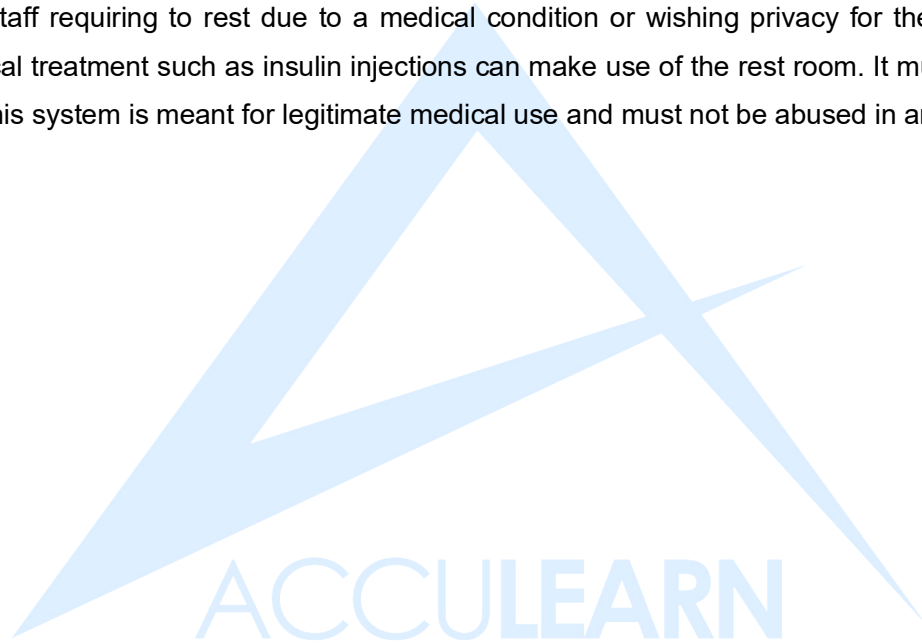 taff requiring to rest due to a medical condition or wishing privacy for the
al treatment such as insulin injections can make use of the rest room. It mu
his system is meant for legitimate medical use and must not be abused in a
ACCULEARN